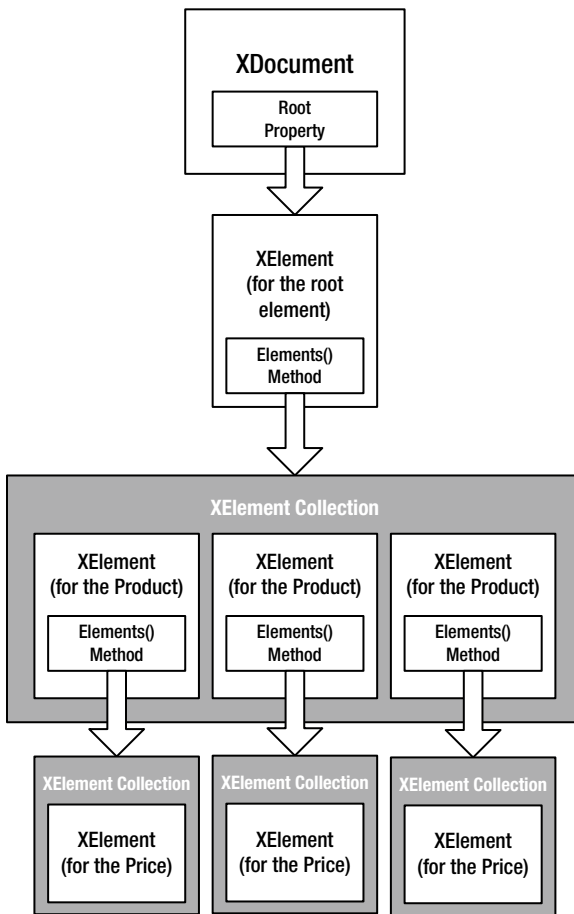 XDocument
Root
Property
XElement
(for the root
element)
Elements()
Method
XElement Collection
XElement
(for the Product)
Elements()
Method
XElement
(for the Product)
Elements()
Method
XElement
(for the Product)
Elements()
Method
XElement Collection
XElement
(for the Price)
XElement Collection
XElement
(for the Price)
XElement Collection
XElement
(for the Price)